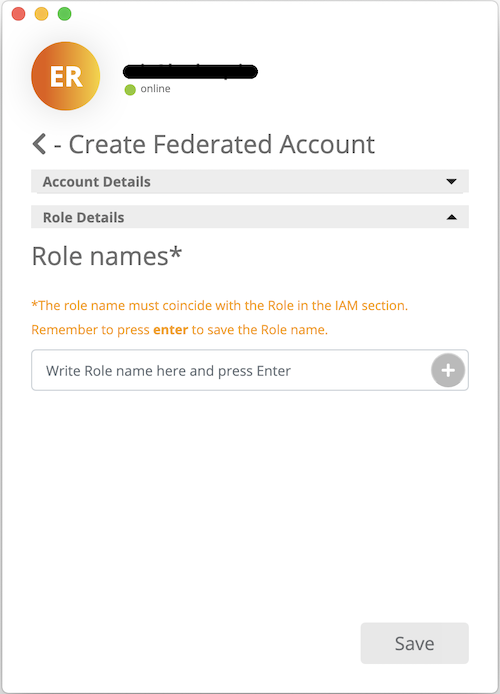 ER
online
- Create Federated Account
Account Details
Role Details
Role names*
*The role name must coincide with the Role in the IAM section.
Remember to press enter to save the Role name.
Write Role name here and press Enter
Save